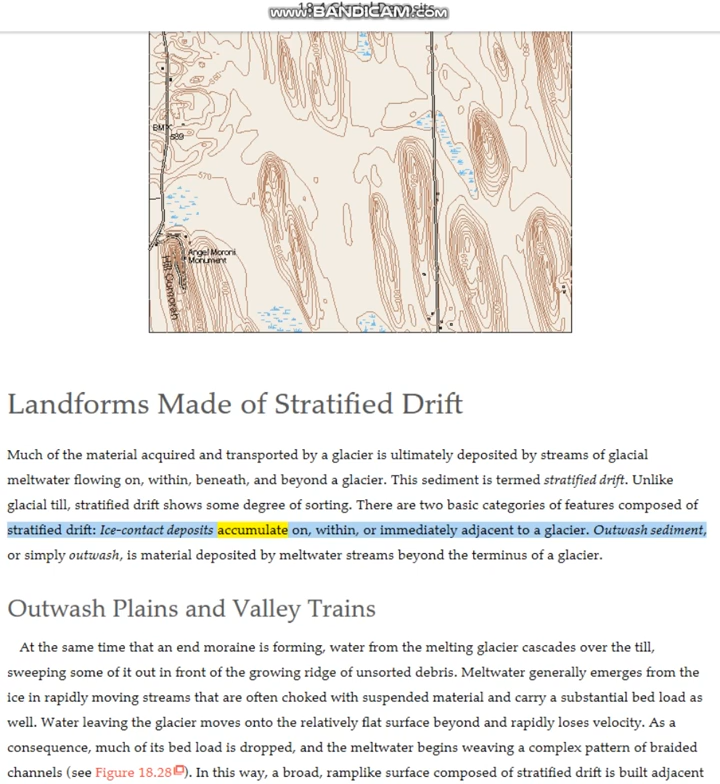 www.BANDICAM.com
18.4 Glacial Deposits
BM X
589
570
Angel Moroni
Monument
Hill Cumorah
Landforms Made of Stratified Drift
Much of the material acquired and transported by a glacier is ultimately deposited by streams of glacial
meltwater flowing on, within, beneath, and beyond a glacier. This sediment is termed stratified drift. Unlike
glacial till, stratified drift shows some degree of sorting. There are two basic categories of features composed of
stratified drift: Ice-contact deposits accumulate on, within, or immediately adjacent to a glacier. Outwash sediment,
or simply outwash, is material deposited by meltwater streams beyond the terminus of a glacier.
Outwash Plains and Valley Trains
At the same time that an end moraine is forming, water from the melting glacier cascades over the till,
sweeping some of it out in front of the growing ridge of unsorted debris. Meltwater generally emerges from the
ice in rapidly moving streams that are often choked with suspended material and carry a substantial bed load as
well. Water leaving the glacier moves onto the relatively flat surface beyond and rapidly loses velocity. As a
consequence, much of its bed load is dropped, and the meltwater begins weaving a complex pattern of braided
channels (see Figure 18.28). In this way, a broad, ramplike surface composed of stratified drift is built adjacent